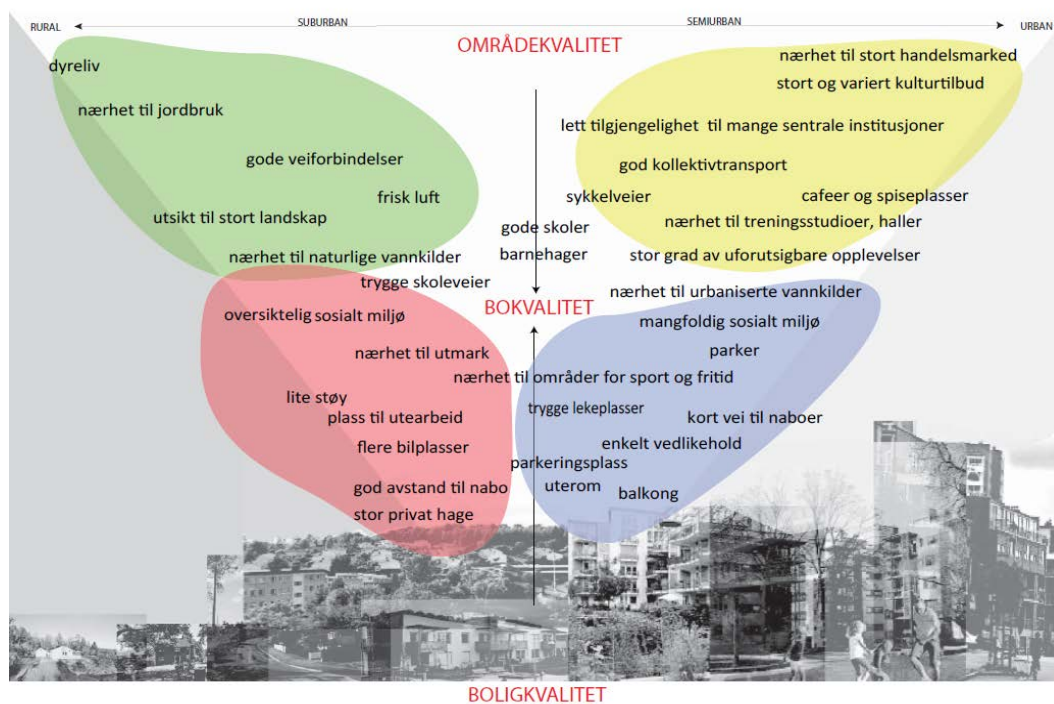 RURAL
SUBURBAN
SEMIURBAN
URBAN
OMRÅDEKVALITET
dyreliv
nærhet til jordbruk
gode veiforbindelser
frisk luft
utsikt til stort landskap
nærhet til naturlige vannkilder
nærhet til stort handelsmarked
stort og variert kulturtilbud
lett tilgjengelighet til mange sentrale institusjoner
god kollektivtransport
sykkelveier
cafeer og spiseplasser
nærhet til treningsstudioer, haller
gode skoler
barnehager
stor grad av uforutsigbare opplevelser
trygge skoleveier
BOKVALITET
oversiktelig sosialt miljø
nærhet til utmark
lite støy
plass til utearbeid
flere bilplasser
god avstand til nabo
stor privat hage
nærhet til urbaniserte vannkilder
mangfoldig sosialt miljø
parker
nærhet til områder for sport og fritid
trygge lekeplasser
kort vei til naboer
enkelt vedlikehold
parkeringsplass
uterom
balkong
BOLIGKVALITET